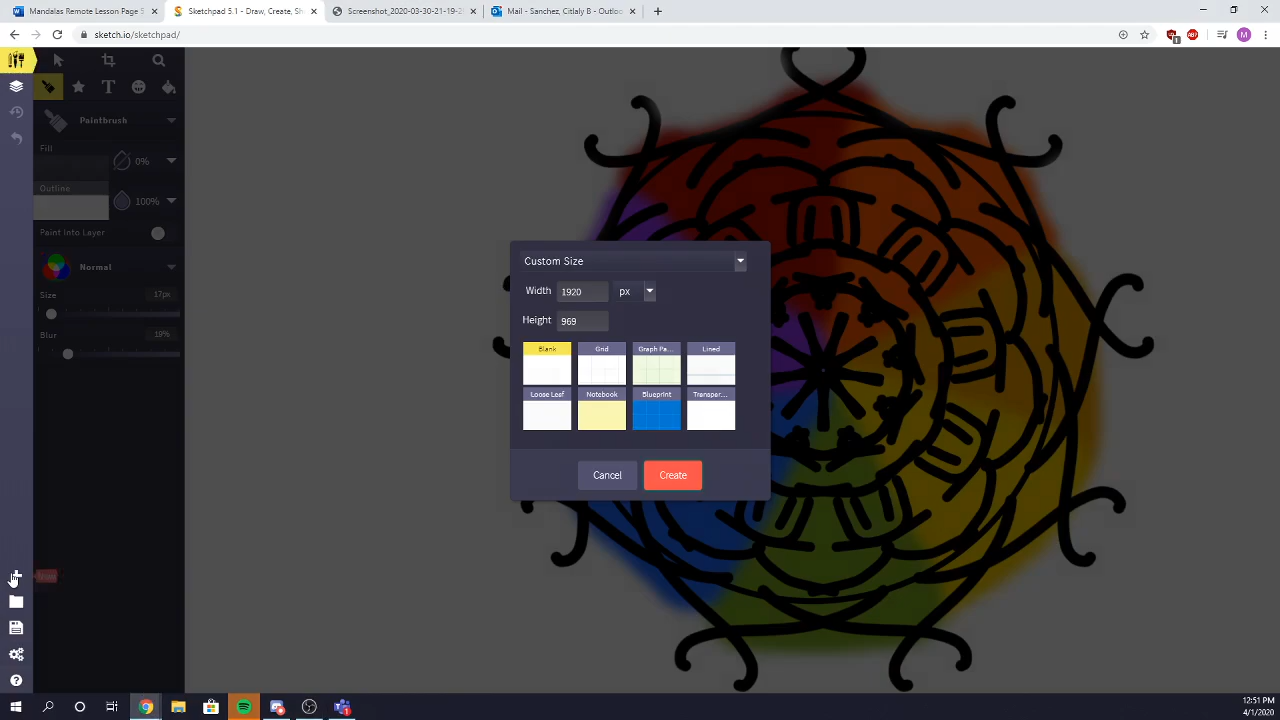 Mandalas Remote Lesson Page S
Sketchpad 5.1 - Draw, Create, Sh
Screenshot_2020-03-30-21-19-2
Mail - Sanchez, Citlaly B - Outloo
sketch.io/sketchpad/
1
ABP
M
T
Paintbrush
Fill
0%
Outline
100%
Paint Into Layer
Normal
Size
17px
Blur
19%
Custom Size
Width
1920
px
Height
969
Blank
Grid
Graph Pa...
Lined
Loose Leaf
Notebook
Blueprint
Transpar...
Cancel
Create
12:51 PM
4/1/2020